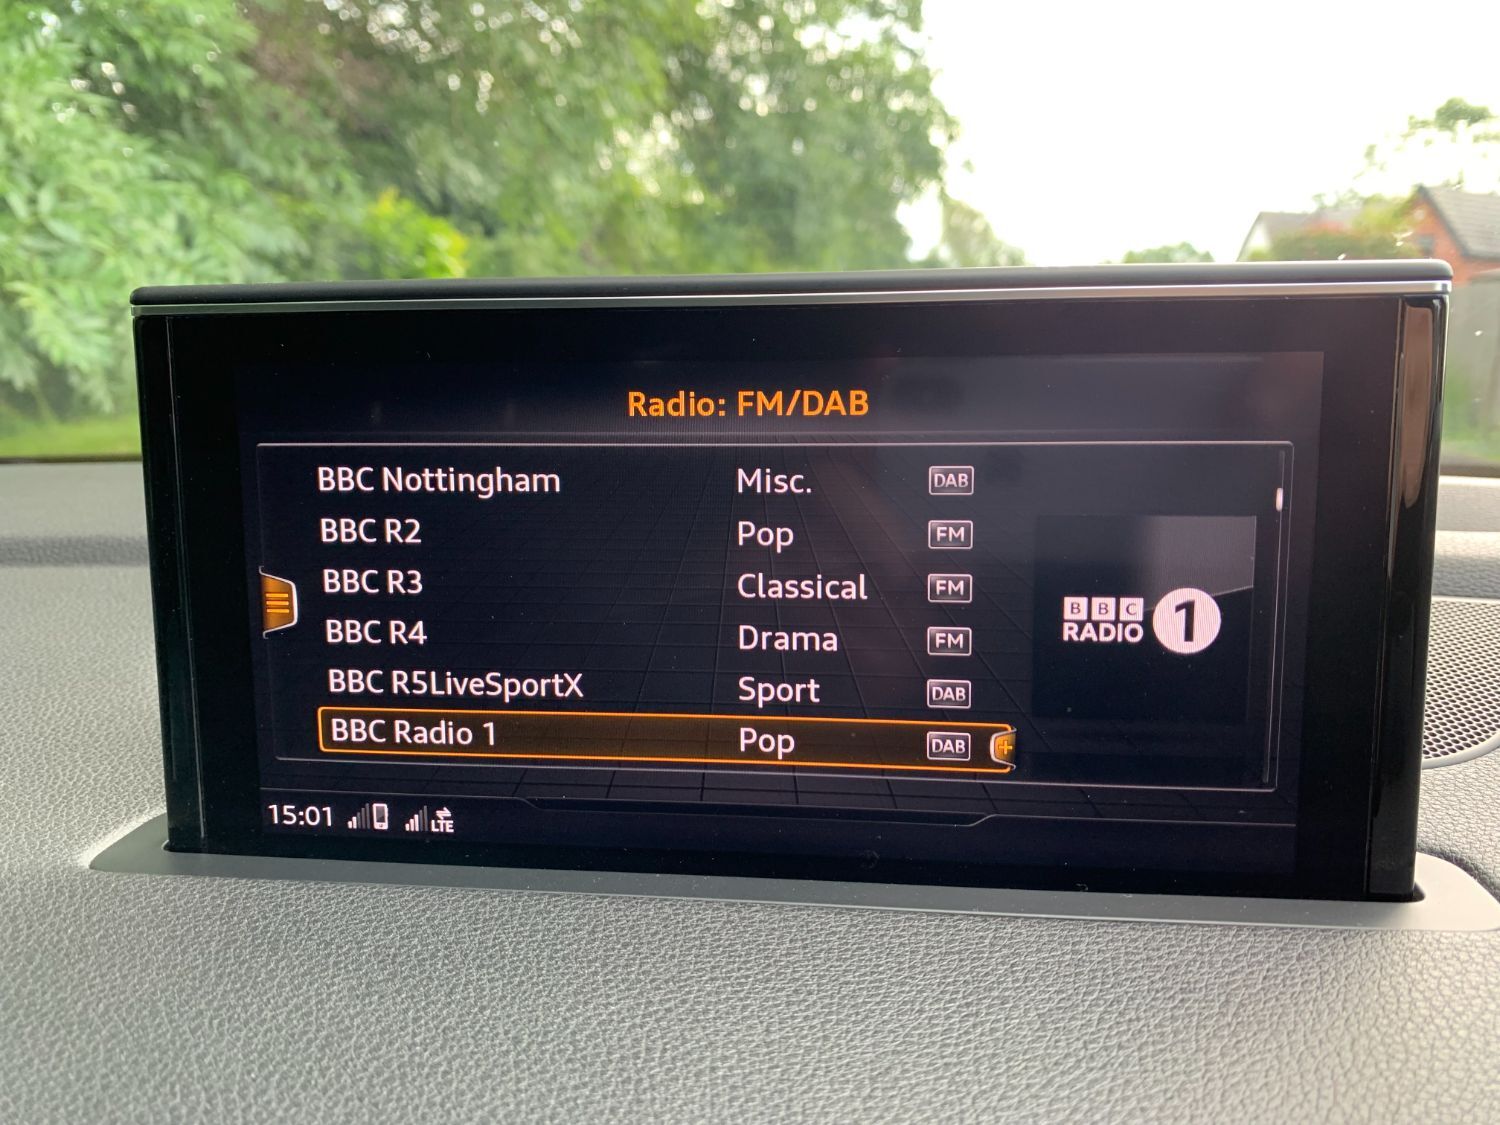 Radio: FM/DAB
BBC Nottingham Misc. DAB
BBC R2 Pop FM
BBC R3 Classical FM
BBC R4 Drama FM
BBC R5LiveSportX Sport DAB
BBC Radio 1 Pop DAB
BBC
RADIO 1
15:01 LTE